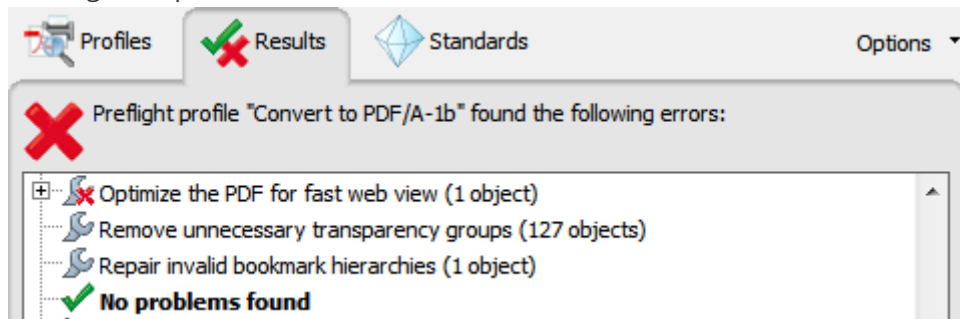 Profiles Results Standards Options
Preflight profile "Convert to PDF/A-1b" found the following errors:
Optimize the PDF for fast web view (1 object)
Remove unnecessary transparency groups (127 objects)
Repair invalid bookmark hierarchies (1 object)
No problems found